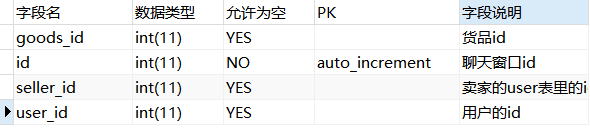 字段名 数据类型 允许为空 PK 字段说明
goods_id int(11) YES 货品id
id int(11) NO auto_increment 聊天窗口id
seller_id int(11) YES 卖家的user表里的i
user_id int(11) YES 用户的id